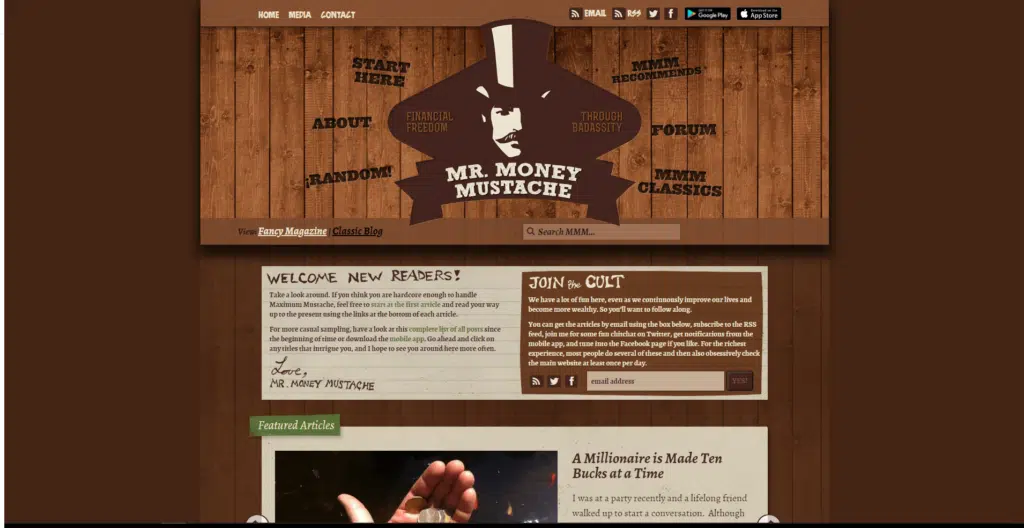 HOME MEDIA CONTACT
EMAIL RSS
GET IT ON Google Play
Download on the App Store
START HERE
MMM RECOMMENDS
FINANCIAL FREEDOM
THROUGH BADASSITY
ABOUT
FORUM
¡RANDOM!
MMM CLASSICS
MR. MONEY
MUSTACHE
View: Fancy Magazine | Classic Blog
Search MMM...
WELCOME NEW READERS!
Take a look around. If you think you are hardcore enough to handle
Maximum Mustache, feel free to start at the first article and read your way
up to the present using the links at the bottom of each article.
For more casual sampling, have a look at this complete list of all posts since
the beginning of time or download the mobile app. Go ahead and click on
any titles that intrigue you, and I hope to see you around here more often.
Love,
MR. MONEY MUSTACHE
JOIN the CULT
We have a lot of fun here, even as we continuously improve our lives and
become more wealthy. So you'll want to follow along.
You can get the articles by email using the box below, subscribe to the RSS
feed, join me for some fun chitchat on Twitter, get notifications from the
mobile app, and tune into the Facebook page if you like. For the richest
experience, most people do several of these and then also obsessively check
the main website at least once per day.
email address
YES!
Featured Articles
A Millionaire is Made Ten
Bucks at a Time
I was at a party recently and a lifelong friend
walked up to start a conversation. Although